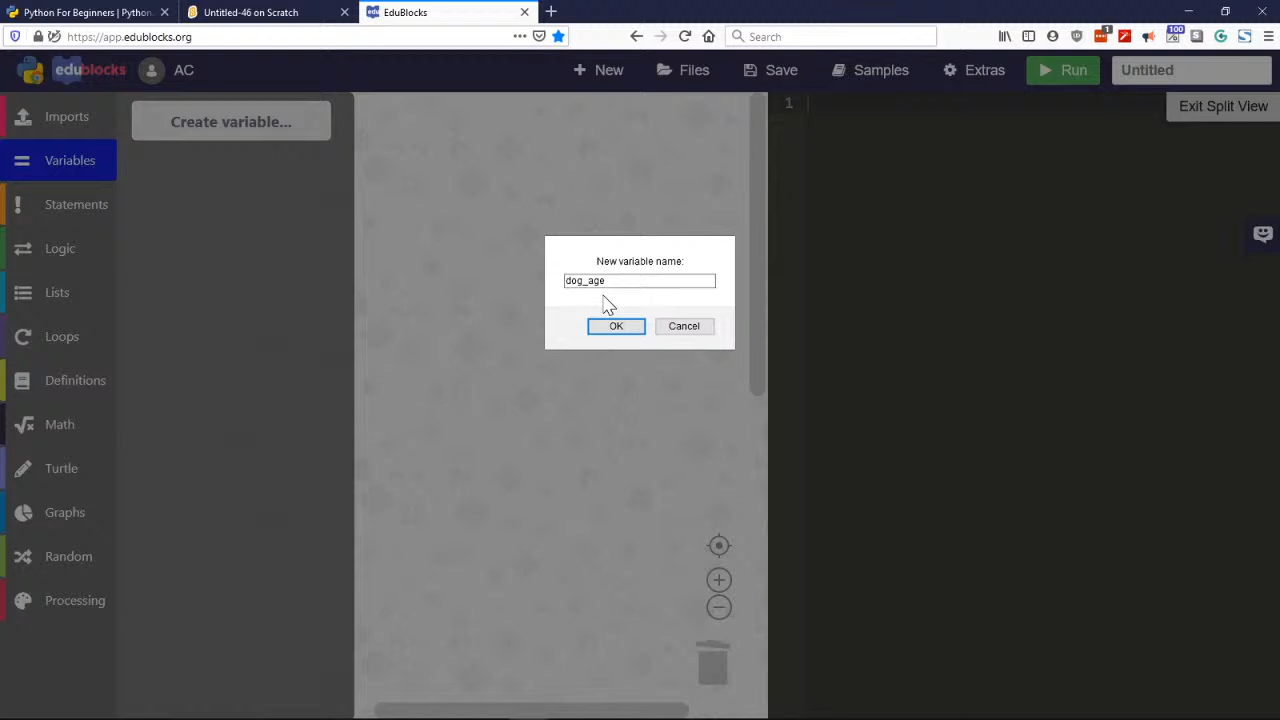 Python For Beginners | Python.
Untitled-46 on Scratch
EduBlocks
https://app.edublocks.org
Search
1
100
edublocks
AC
New
Files
Save
Samples
Extras
Run
Untitled
Imports
Variables
Statements
Logic
Lists
Loops
Definitions
Math
Turtle
Graphs
Random
Processing
Create variable...
1
Exit Split View
New variable name:
dog_age
OK
Cancel